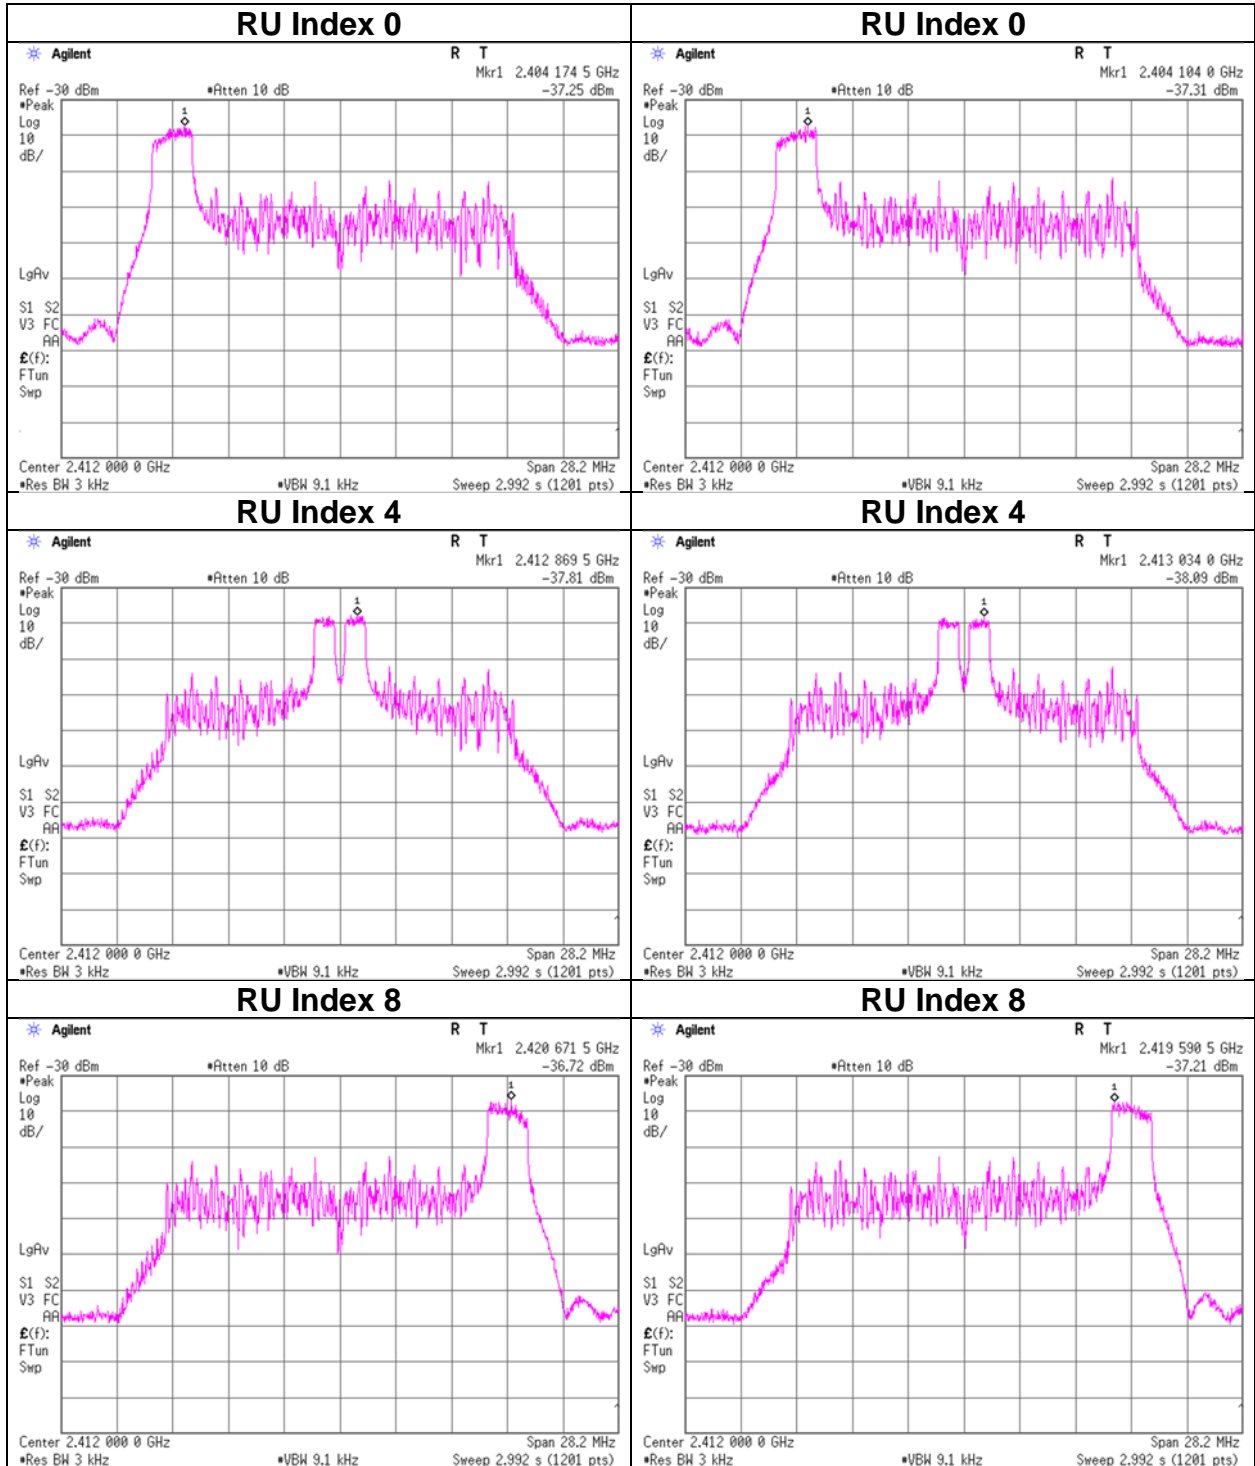 RU Index 0
Agilent
R T
Mkr1 2.404 174 5 GHz
Ref -30 dBm
*Atten 10 dB
-37.25 dBm
*Peak
Log
10
dB/
1
LgAv
S1 S2
V3 FC
AA
£(f):
FTun
Swp
Center 2.412 000 0 GHz
Span 28.2 MHz
*Res BW 3 kHz
*VBW 9.1 kHz
Sweep 2.992 s (1201 pts)
RU Index 0
Agilent
R T
Mkr1 2.404 104 0 GHz
Ref -30 dBm
*Atten 10 dB
-37.31 dBm
*Peak
Log
10
dB/
1
LgAv
S1 S2
V3 FC
AA
£(f):
FTun
Swp
Center 2.412 000 0 GHz
Span 28.2 MHz
*Res BW 3 kHz
*VBW 9.1 kHz
Sweep 2.992 s (1201 pts)
RU Index 4
Agilent
R T
Mkr1 2.412 869 5 GHz
Ref -30 dBm
*Atten 10 dB
-37.81 dBm
*Peak
Log
10
dB/
1
LgAv
S1 S2
V3 FC
AA
£(f):
FTun
Swp
Center 2.412 000 0 GHz
Span 28.2 MHz
*Res BW 3 kHz
*VBW 9.1 kHz
Sweep 2.992 s (1201 pts)
RU Index 4
Agilent
R T
Mkr1 2.413 034 0 GHz
Ref -30 dBm
*Atten 10 dB
-38.09 dBm
*Peak
Log
10
dB/
1
LgAv
S1 S2
V3 FC
AA
£(f):
FTun
Swp
Center 2.412 000 0 GHz
Span 28.2 MHz
*Res BW 3 kHz
*VBW 9.1 kHz
Sweep 2.992 s (1201 pts)
RU Index 8
Agilent
R T
Mkr1 2.420 671 5 GHz
Ref -30 dBm
*Atten 10 dB
-36.72 dBm
*Peak
Log
10
dB/
1
LgAv
S1 S2
V3 FC
AA
£(f):
FTun
Swp
Center 2.412 000 0 GHz
Span 28.2 MHz
*Res BW 3 kHz
*VBW 9.1 kHz
Sweep 2.992 s (1201 pts)
RU Index 8
Agilent
R T
Mkr1 2.419 590 5 GHz
Ref -30 dBm
*Atten 10 dB
-37.21 dBm
*Peak
Log
10
dB/
1
LgAv
S1 S2
V3 FC
AA
£(f):
FTun
Swp
Center 2.412 000 0 GHz
Span 28.2 MHz
*Res BW 3 kHz
*VBW 9.1 kHz
Sweep 2.992 s (1201 pts)